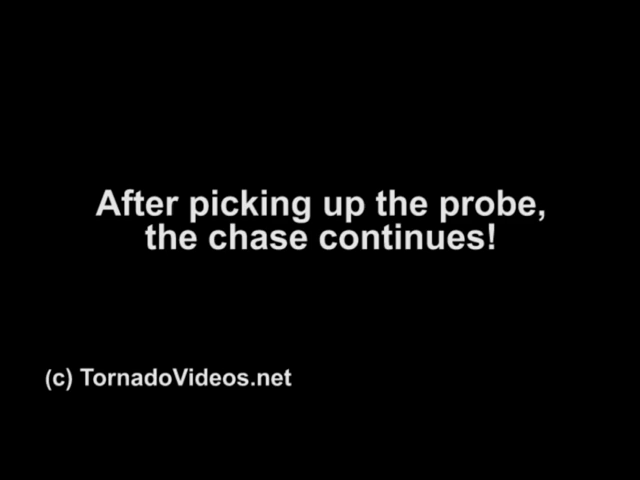 After picking up the probe,
the chase continues!
(c) TornadoVideos.net